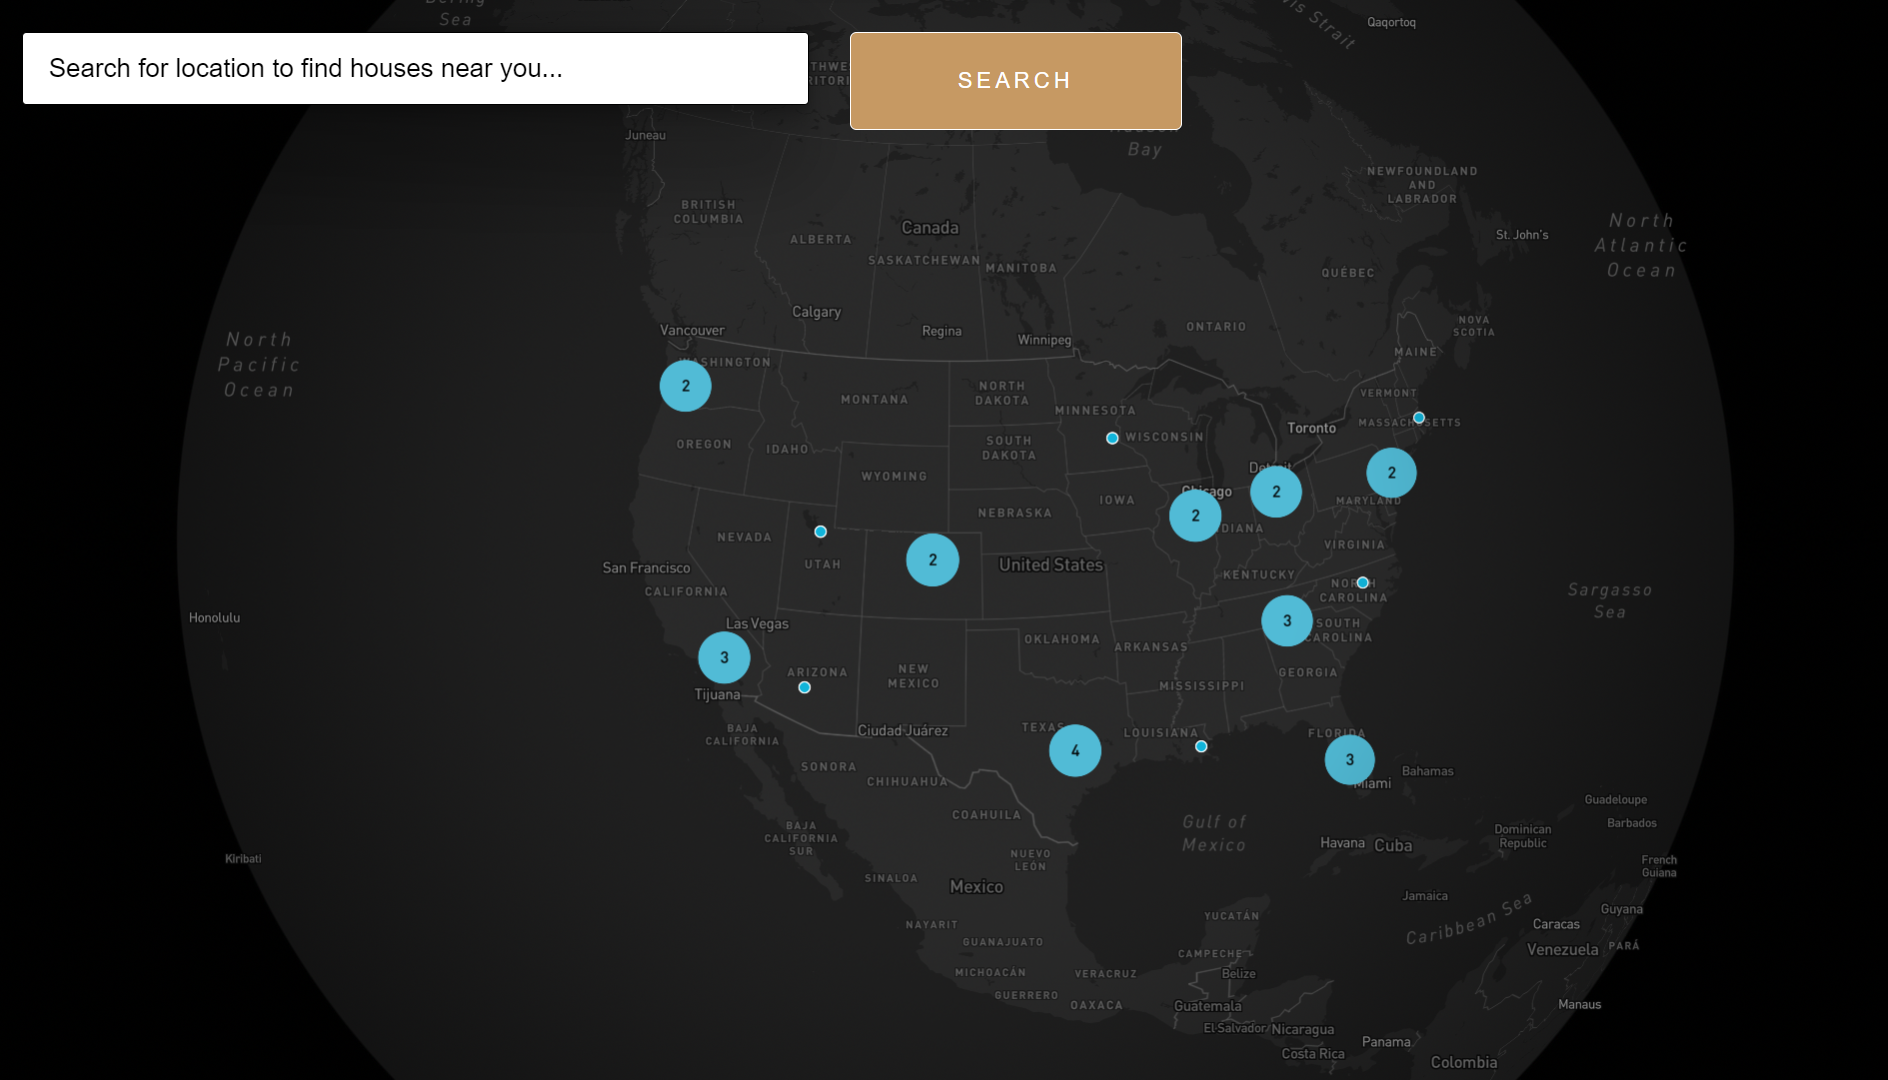 Sea
Qaqortoq
Search for location to find houses near you...
SEARCH
Juneau
Bay
NEWFOUNDLAND
AND
LABRADOR
BRITISH
COLUMBIA
Canada
ALBERTA
North
Atlantic
Ocean
St. John's
SASKATCHEWAN
MANITOBA
QUÉBEC
Calgary
Vancouver
Regina
Winnipeg
ONTARIO
NOVA
SCOTIA
North
Pacific
Ocean
MAINE
WASHINGTON
2
MONTANA
NORTH
DAKOTA
MINNESOTA
VERMONT
MASSACHUSETTS
Toronto
WISCONSIN
OREGON
IDAHO
SOUTH
DAKOTA
WYOMING
Detroit
2
2
Chicago
2
MARYLAND
IOWA
NEBRASKA
NEVADA
UTAH
2
United States
VIRGINIA
San Francisco
CALIFORNIA
KENTUCKY
NORTH
CAROLINA
Sargasso
Sea
Honolulu
Las Vegas
3
SOUTH
CAROLINA
OKLAHOMA
ARKANSAS
3
ARIZONA
NEW
MEXICO
MISSISSIPPI
GEORGIA
Tijuana
BAJA
CALIFORNIA
Ciudad Juárez
TEXAS
4
LOUISIANA
FLORIDA
3
Miami
Bahamas
SONORA
CHIHUAHUA
COAHUILA
Gulf of
Mexico
Guadeloupe
Barbados
BAJA
CALIFORNIA
SUR
Dominican
Republic
Havana
Cuba
Kiribati
NUEVO
LEÓN
French
Guiana
SINALOA
Mexico
Jamaica
Caribbean Sea
Guyana
NAYARIT
YUCATÁN
Caracas
GUANAJUATO
CAMPECHE
Venezuela
PARÁ
MICHOACÁN
VERACRUZ
Belize
GUERRERO
OAXACA
Guatemala
Manaus
El Salvador
Nicaragua
Costa Rica
Panama
Colombia